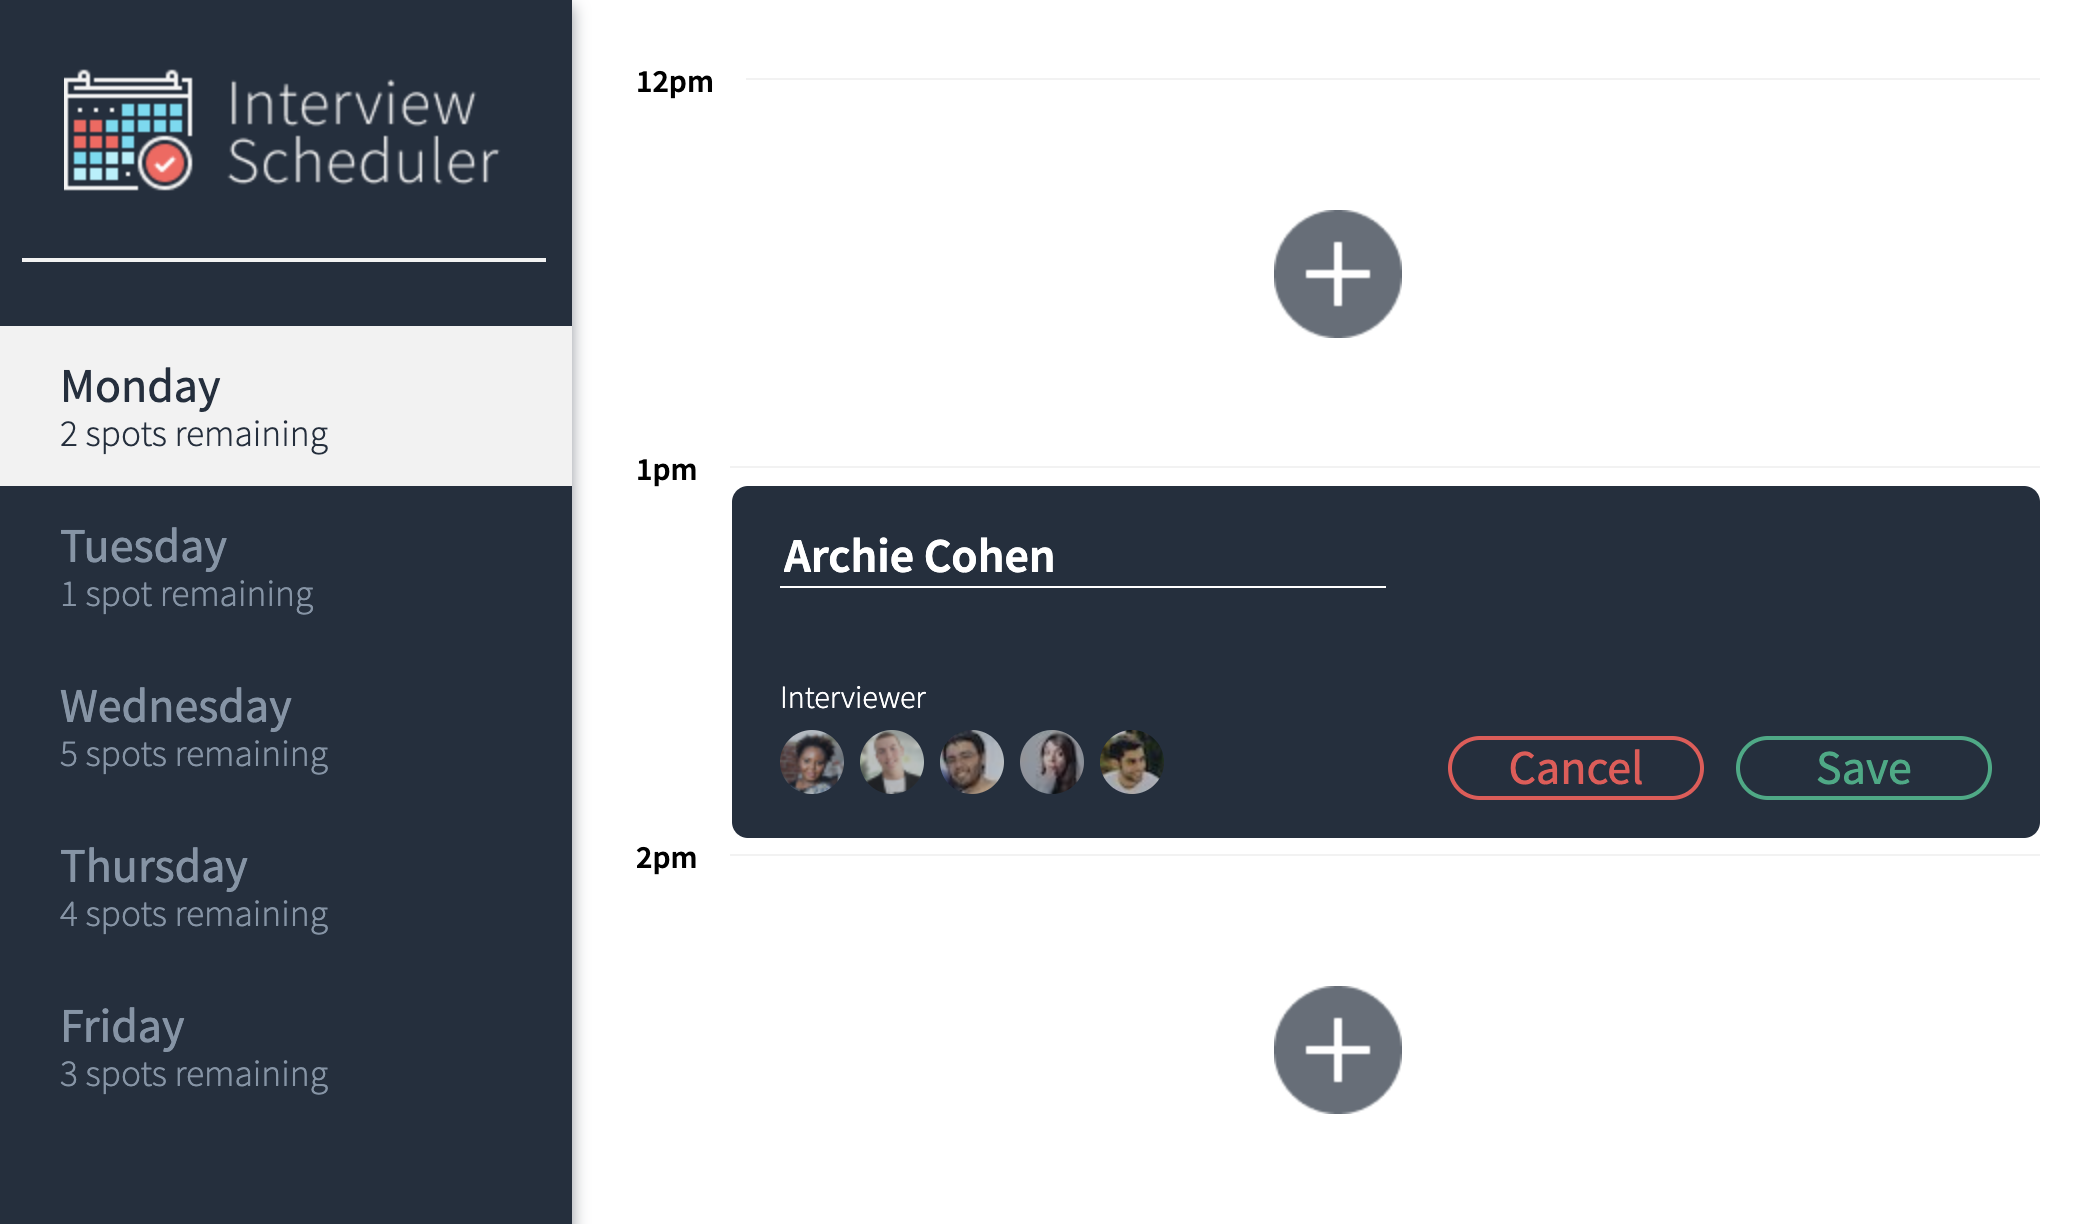 Interview
Scheduler
Monday
2 spots remaining
Tuesday
1 spot remaining
Wednesday
5 spots remaining
Thursday
4 spots remaining
Friday
3 spots remaining
12pm
1pm
Archie Cohen
Interviewer
Cancel
Save
2pm